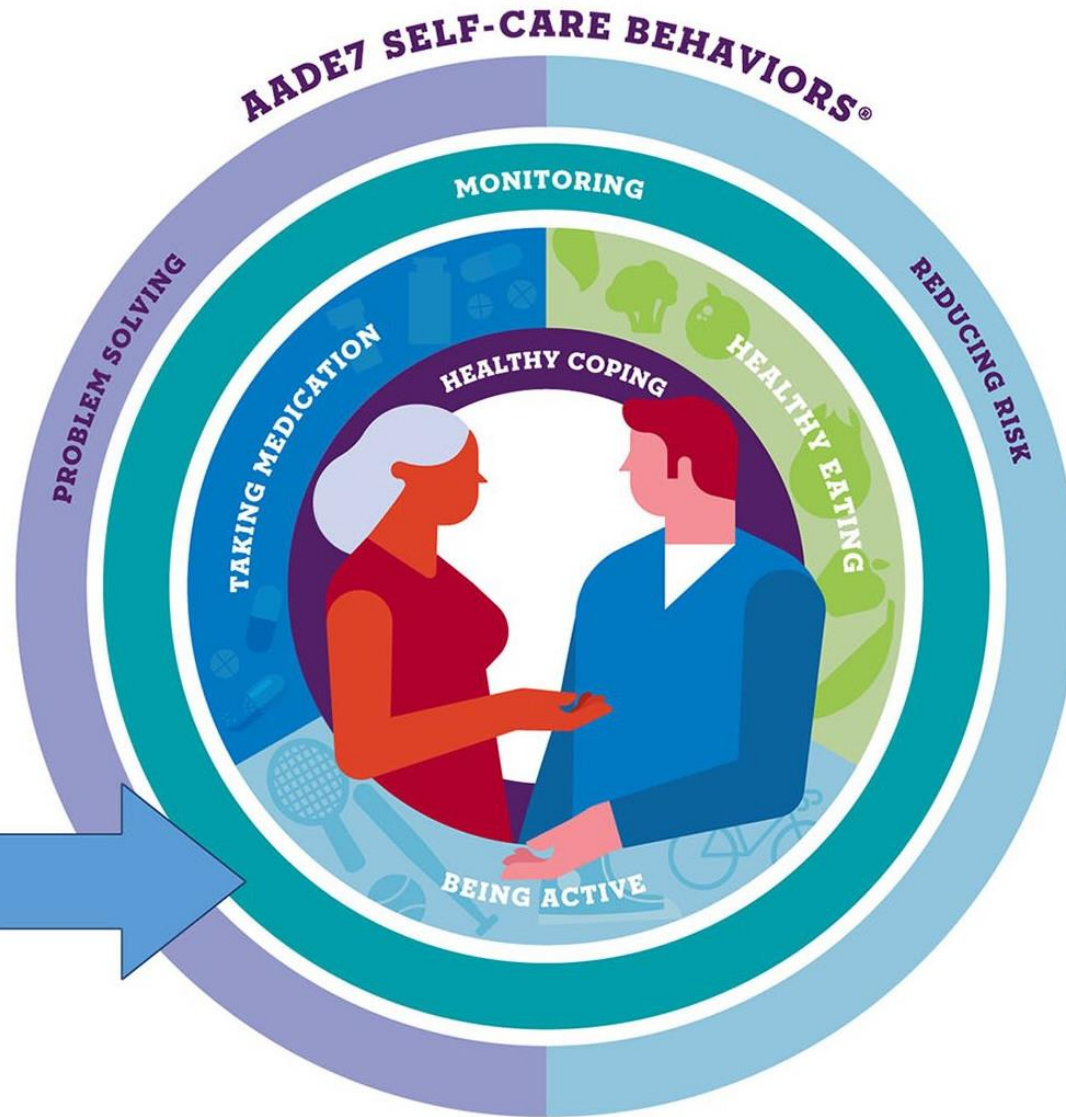 AADE7 SELF-CARE BEHAVIORS®
MONITORING
PROBLEM SOLVING
REDUCING RISK
TAKING MEDICATION
HEALTHY COPING
HEALTHY EATING
BEING ACTIVE